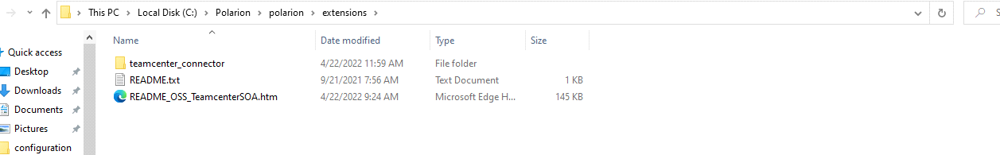 This PC > Local Disk (C:) > Polarion > polarion > extensions >
Name Date modified Type Size
Quick access
Desktop
Downloads
Documents
Pictures
configuration
teamcenter_connector 4/22/2022 11:59 AM File folder
README.txt 9/21/2021 7:56 AM Text Document 1 KB
README_OSS_TeamcenterSOA.htm 4/22/2022 9:24 AM Microsoft Edge H... 145 KB